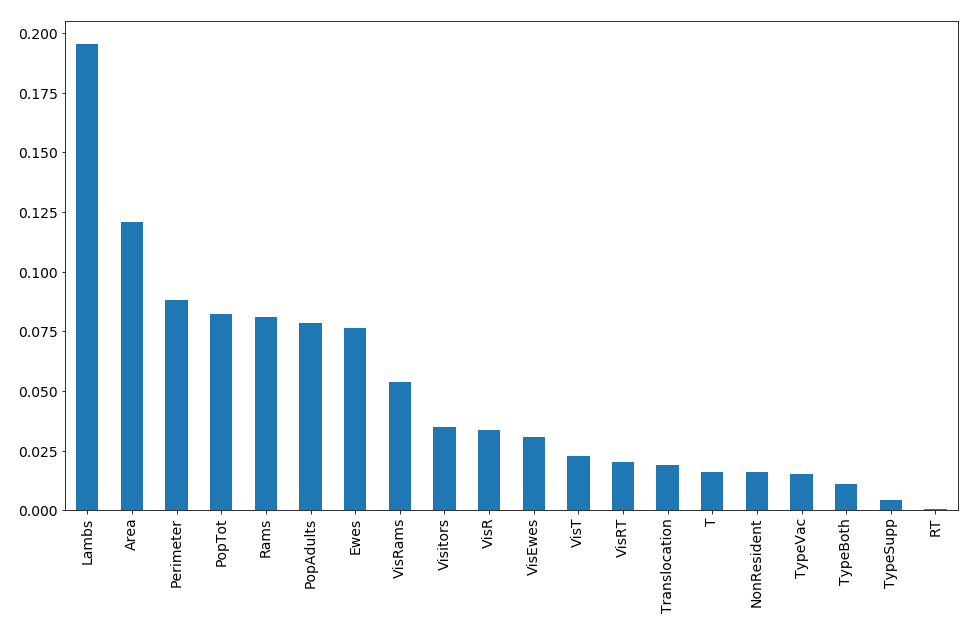 0.200
0.175
0.150
0.125
0.100
0.075
0.050
0.025
0.000
Lambs
Area
Perimeter
PopTot
Rams
PopAdults
Ewes
VisRams
Visitors
VisR
VisEwes
VisT
VisRT
Translocation
T
NonResident
TypeVac
TypeBoth
TypeSupp
RT